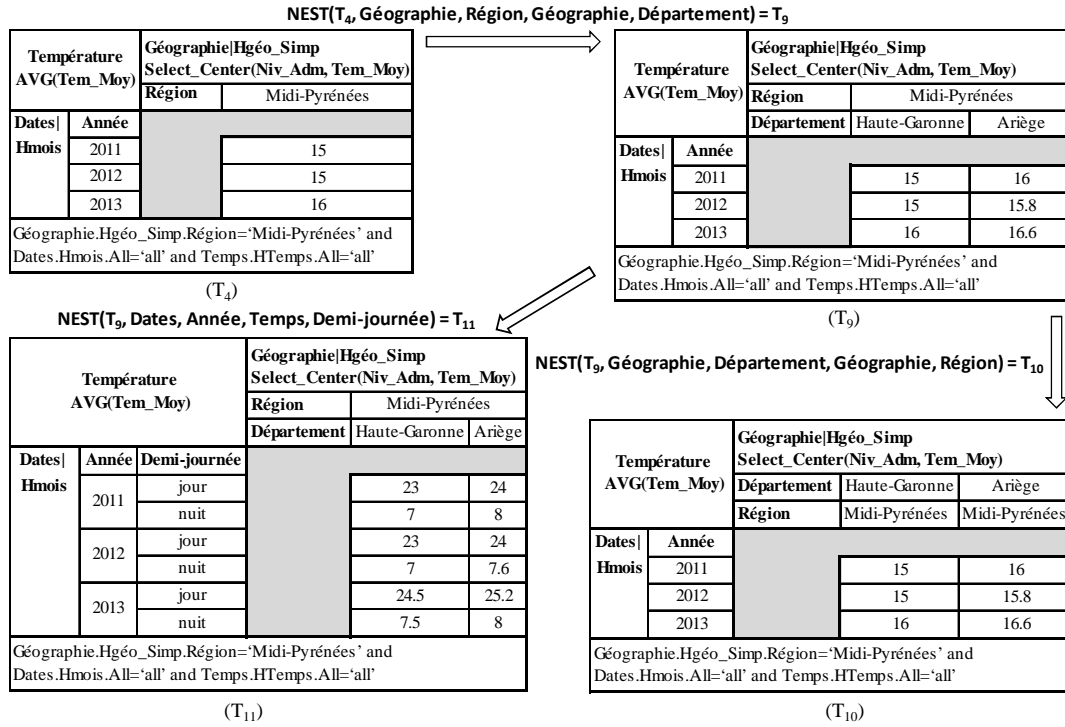 NEST(T4, Géographie, Région, Géographie, Département) = T9
Température
AVG(Tem_Moy)
Géographie|Hgéo_Simp
Select_Center(Niv_Adm, Tem_Moy)
Région Midi-Pyrénées
Dates| Année
Hmois 2011 15
2012 15
2013 16
Géographie.Hgéo_Simp.Région=‘Midi-Pyrénées’ and
Dates.Hmois.All=‘all’ and Temps.HTemps.All=‘all’
(T4)
Température
AVG(Tem_Moy)
Géographie|Hgéo_Simp
Select_Center(Niv_Adm, Tem_Moy)
Région Midi-Pyrénées
Département Haute-Garonne Ariège
Dates| Année
Hmois 2011 15 16
2012 15 15.8
2013 16 16.6
Géographie.Hgéo_Simp.Région=‘Midi-Pyrénées’ and
Dates.Hmois.All=‘all’ and Temps.HTemps.All=‘all’
(T9)
NEST(T9, Dates, Année, Temps, Demi-journée) = T11
Température
AVG(Tem_Moy)
Géographie|Hgéo_Simp
Select_Center(Niv_Adm, Tem_Moy)
Région Midi-Pyrénées
Département Haute-Garonne Ariège
Dates| Année Demi-journée
Hmois 2011 jour 23 24
nuit 7 8
2012 jour 23 24
nuit 7 7.6
2013 jour 24.5 25.2
nuit 7.5 8
Géographie.Hgéo_Simp.Région=‘Midi-Pyrénées’ and
Dates.Hmois.All=‘all’ and Temps.HTemps.All=‘all’
(T11)
NEST(T9, Géographie, Département, Géographie, Région) = T10
Température
AVG(Tem_Moy)
Géographie|Hgéo_Simp
Select_Center(Niv_Adm, Tem_Moy)
Département Haute-Garonne Ariège
Région Midi-Pyrénées Midi-Pyrénées
Dates| Année
Hmois 2011 15 16
2012 15 15.8
2013 16 16.6
Géographie.Hgéo_Simp.Région=‘Midi-Pyrénées’ and
Dates.Hmois.All=‘all’ and Temps.HTemps.All=‘all’
(T10)